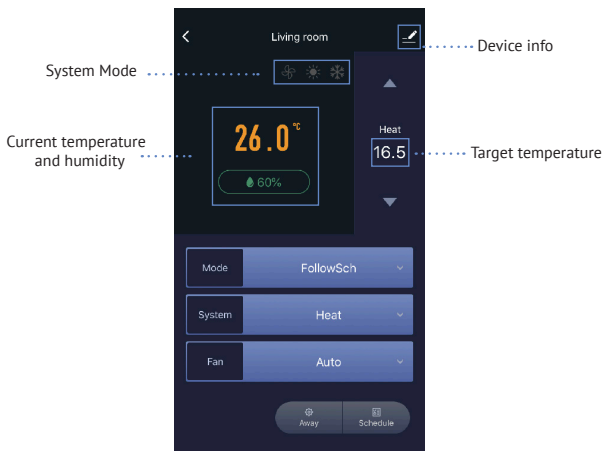 Living room
Device info
System Mode
Current temperature
and humidity
26.0°C
60%
Heat
16.5
Target temperature
Mode
FollowSch
System
Heat
Fan
Auto
Away
Schedule